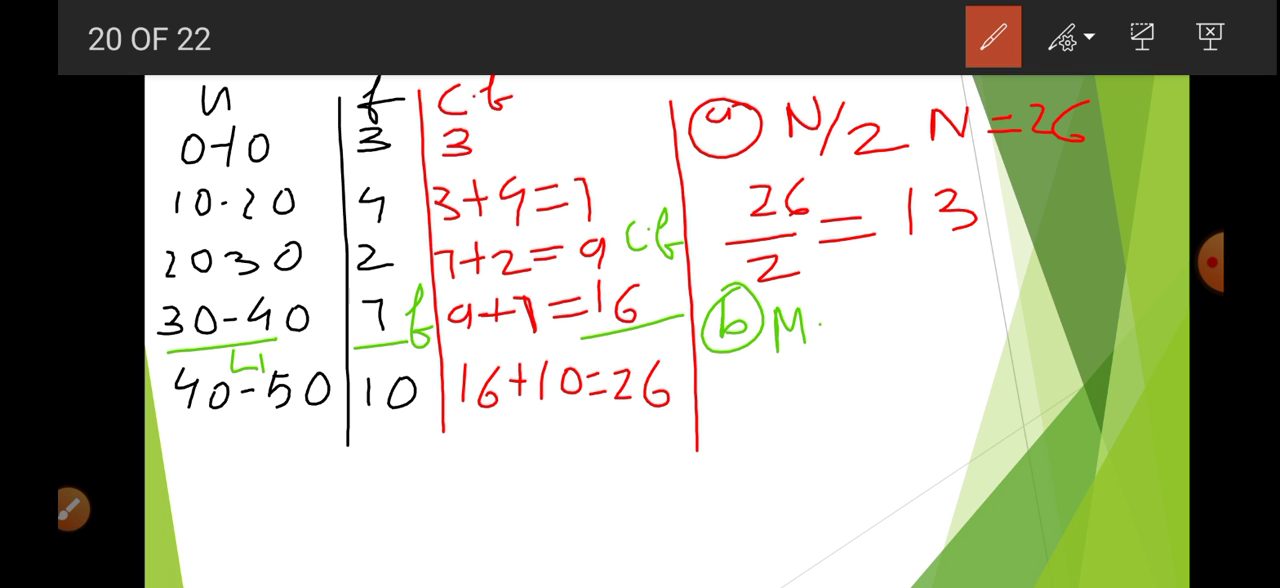 20 OF 22
x f c.f
0-10 3 3
10-20 4 3+4=7
2030 2 7+2=9 c.f
30-40 7 f 9+7=16
L1
40-50 10 16+10=26
a N/2 N=26
26/2 = 13
b M.